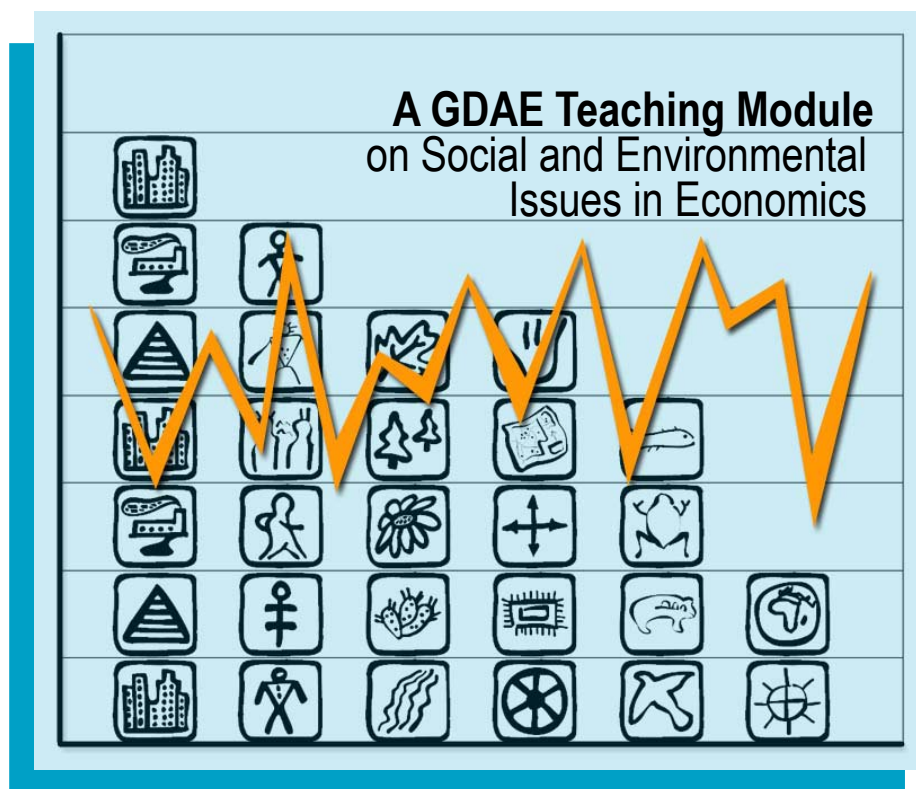 A GDAE Teaching Module
on Social and Environmental
Issues in Economics